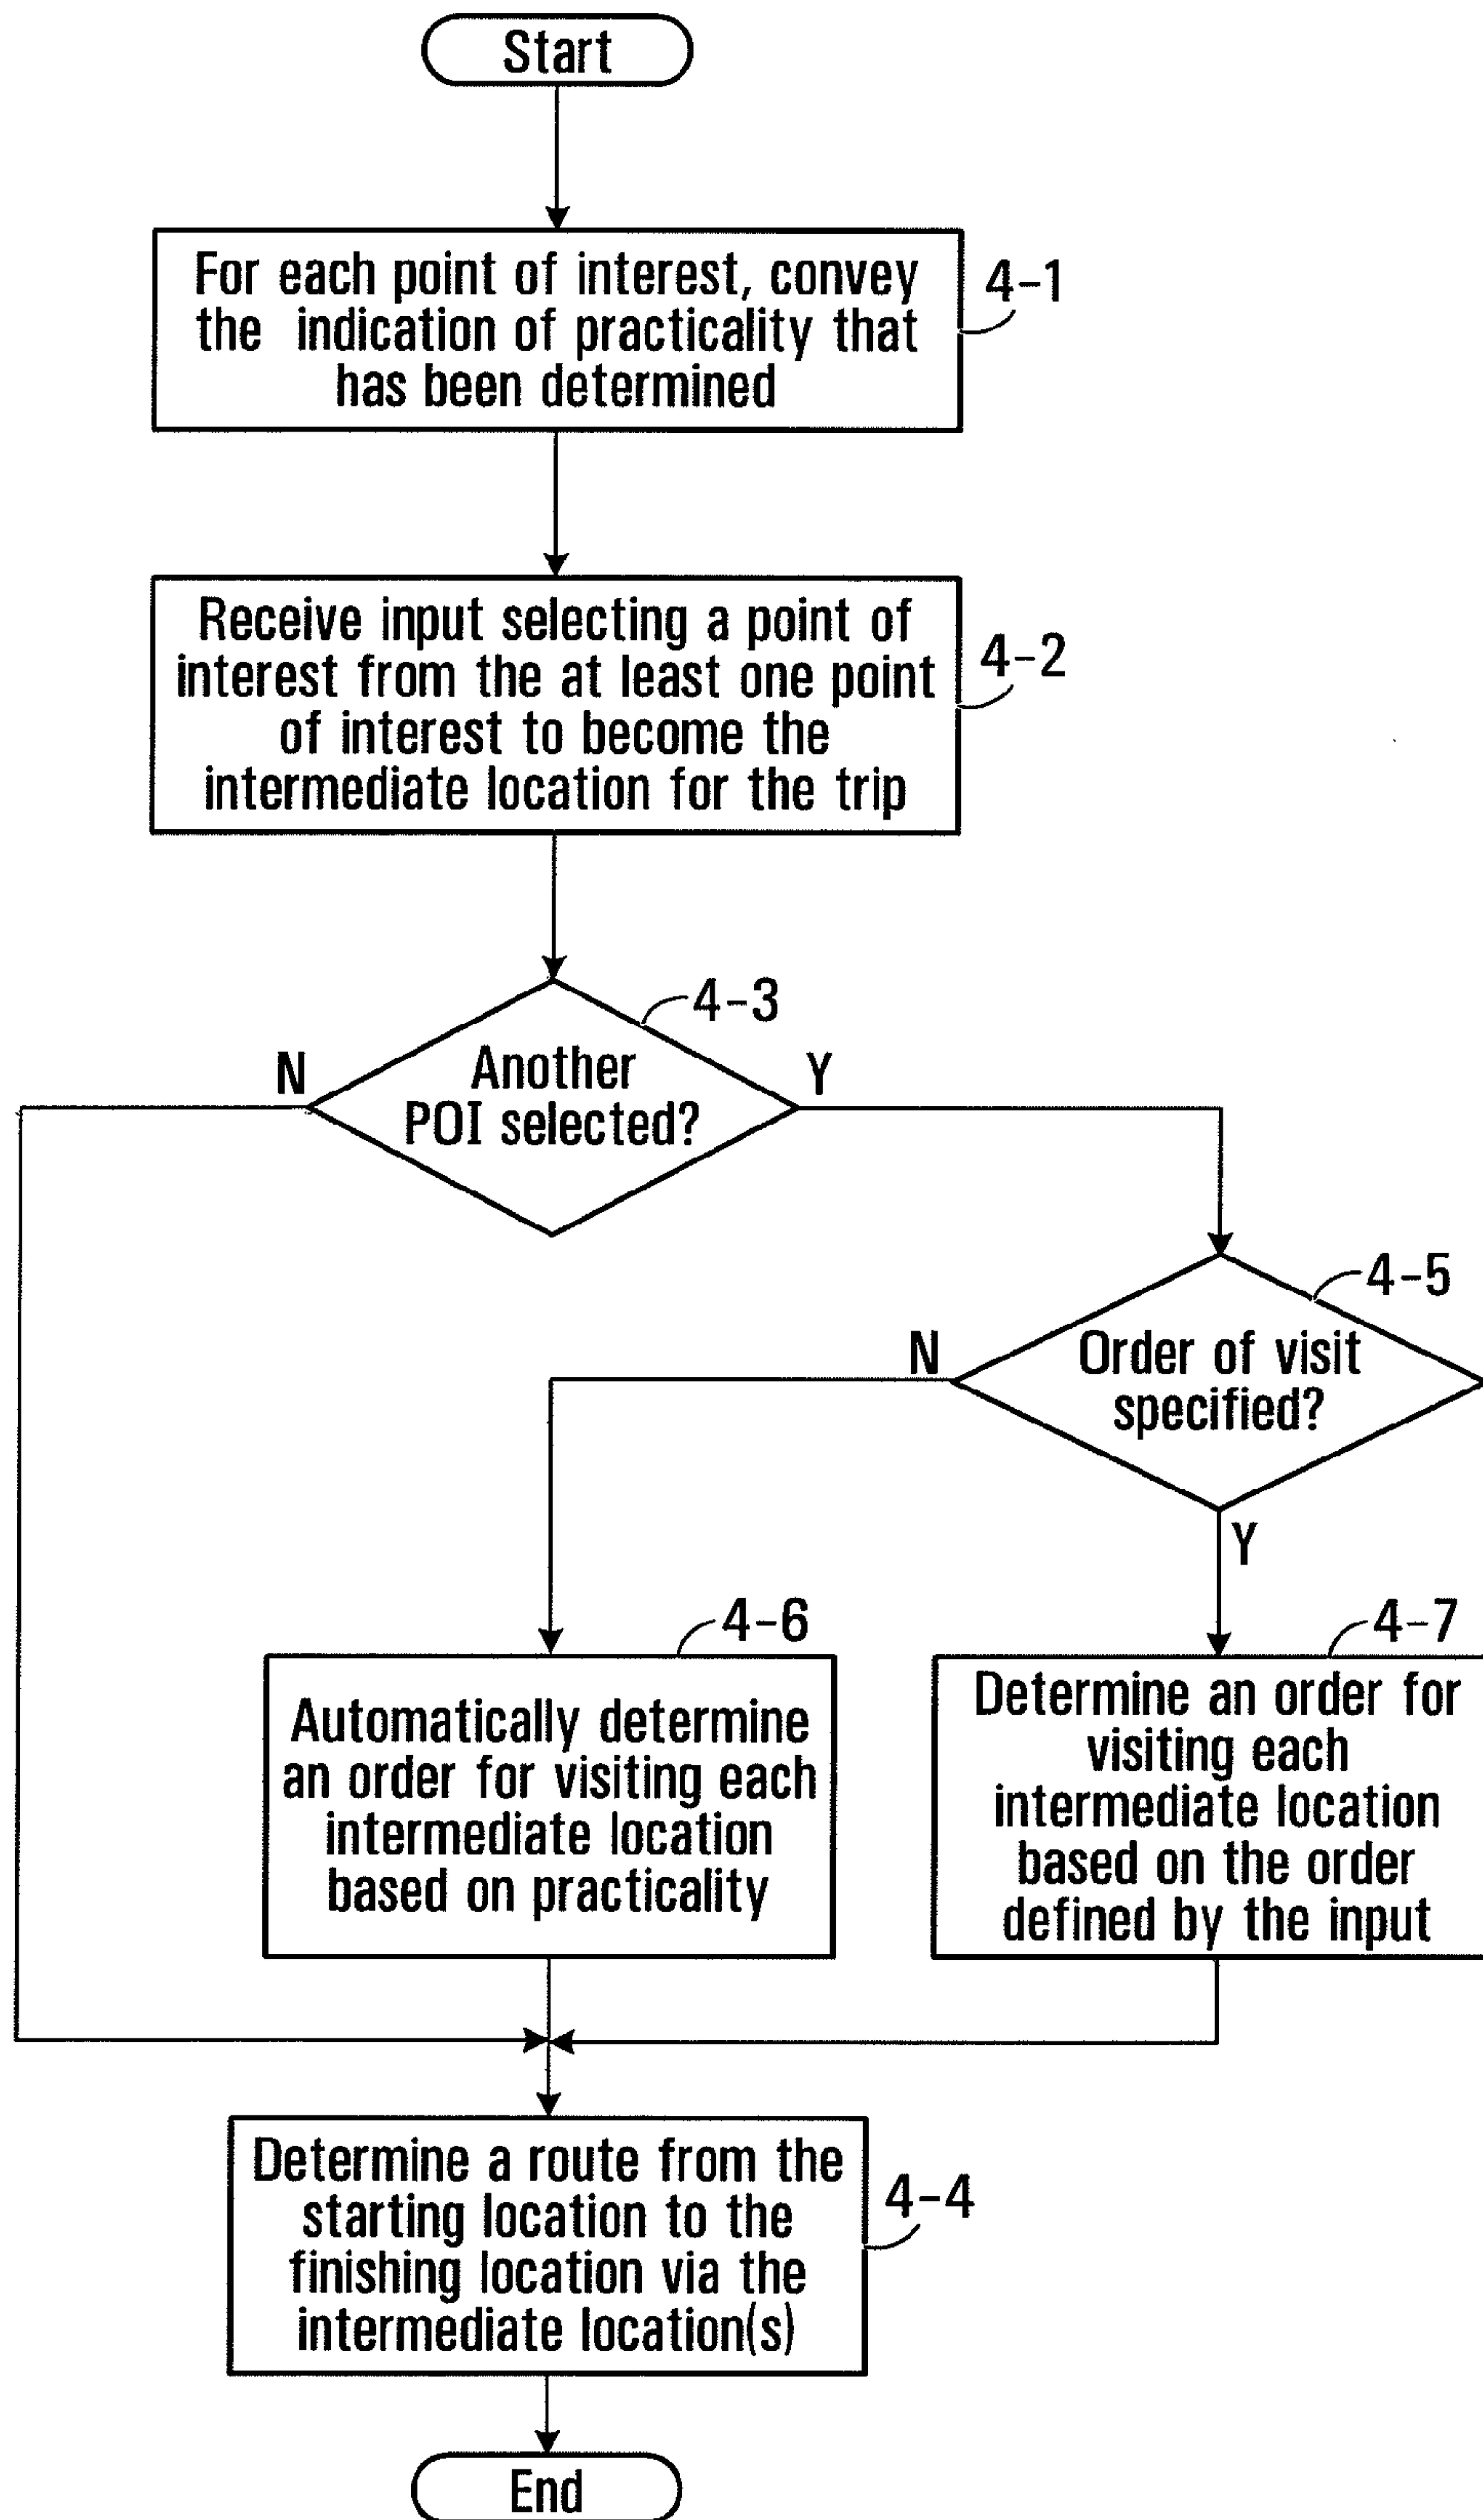 Start
For each point of interest, convey
the indication of practicality that
has been determined
4-1
Receive input selecting a point of
interest from the at least one point
of interest to become the
intermediate location for the trip
4-2
4-3
Another
POI selected?
N
Y
4-5
Order of visit
specified?
N
Y
4-6
Automatically determine
an order for visiting each
intermediate location
based on practicality
4-7
Determine an order for
visiting each
intermediate location
based on the order
defined by the input
Determine a route from the
starting location to the
finishing location via the
intermediate location(s)
4-4
End